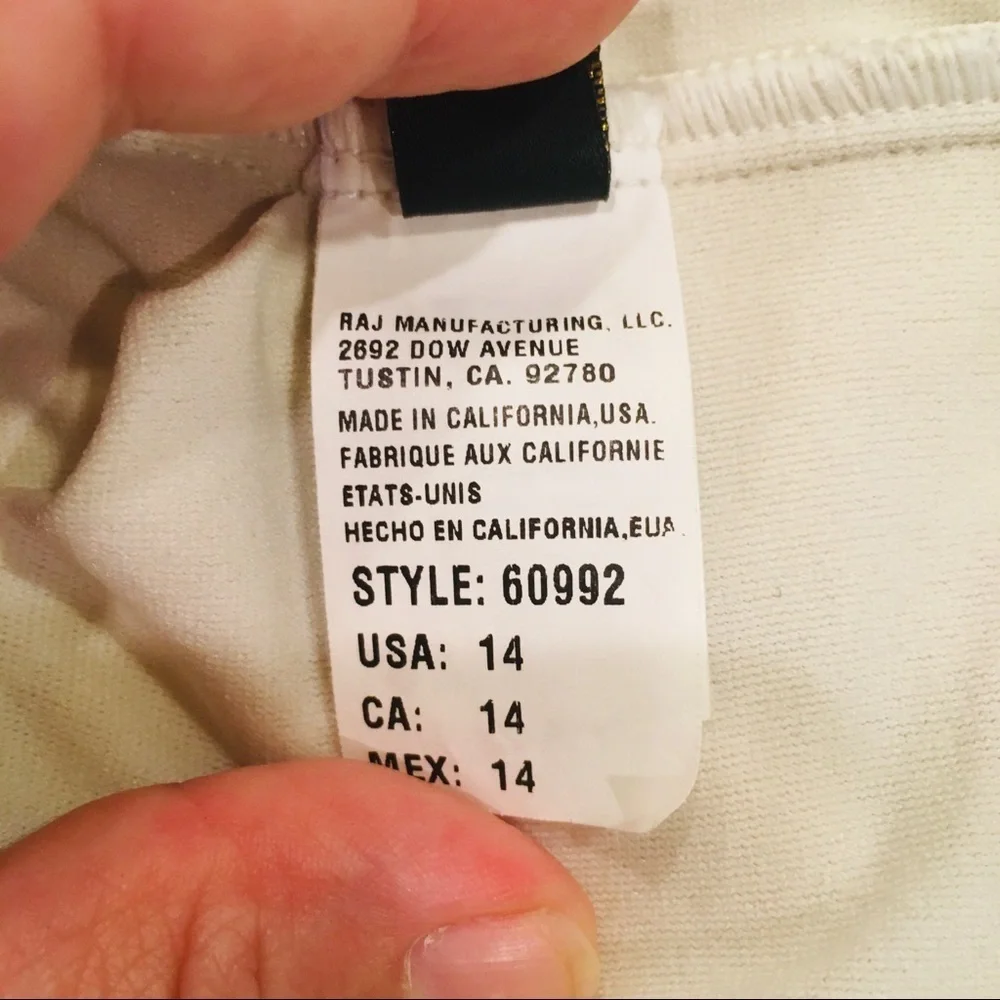 RAJ MANUFACTURING, LLC.
2692 DOW AVENUE
TUSTIN, CA. 92780
MADE IN CALIFORNIA,USA.
FABRIQUE AUX CALIFORNIE
ETATS-UNIS
HECHO EN CALIFORNIA,EUA.
STYLE: 60992
USA: 14
CA: 14
MEX: 14